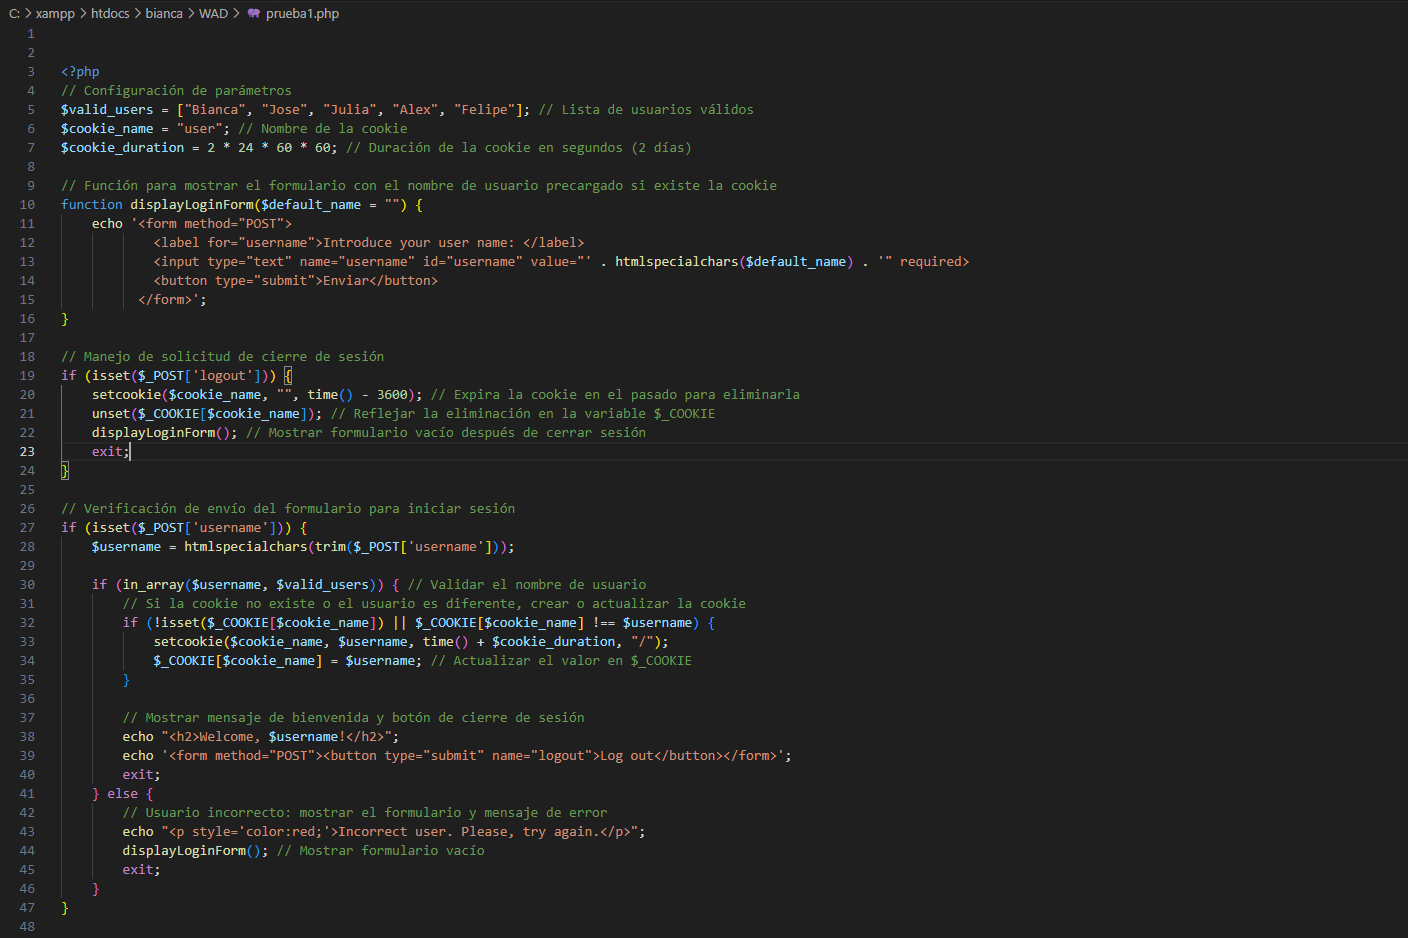 C: > xampp > htdocs > bianca > WAD > prueba1.php
1
2
3 <?php
4 // Configuración de parámetros
5 $valid_users = ["Bianca", "Jose", "Julia", "Alex", "Felipe"]; // Lista de usuarios válidos
6 $cookie_name = "user"; // Nombre de la cookie
7 $cookie_duration = 2 * 24 * 60 * 60; // Duración de la cookie en segundos (2 días)
8
9 // Función para mostrar el formulario con el nombre de usuario precargado si existe la cookie
10 function displayLoginForm($default_name = "") {
11     echo '<form method="POST">
12             <label for="username">Introduce your user name: </label>
13             <input type="text" name="username" id="username" value="' . htmlspecialchars($default_name) . '" required>
14             <button type="submit">Enviar</button>
15           </form>';
16 }
17
18 // Manejo de solicitud de cierre de sesión
19 if (isset($_POST['logout'])) {
20     setcookie($cookie_name, "", time() - 3600); // Expira la cookie en el pasado para eliminarla
21     unset($_COOKIE[$cookie_name]); // Reflejar la eliminación en la variable $_COOKIE
22     displayLoginForm(); // Mostrar formulario vacío después de cerrar sesión
23     exit;
24 }
25
26 // Verificación de envío del formulario para iniciar sesión
27 if (isset($_POST['username'])) {
28     $username = htmlspecialchars(trim($_POST['username']));
29
30     if (in_array($username, $valid_users)) { // Validar el nombre de usuario
31         // Si la cookie no existe o el usuario es diferente, crear o actualizar la cookie
32         if (!isset($_COOKIE[$cookie_name]) || $_COOKIE[$cookie_name] !== $username) {
33             setcookie($cookie_name, $username, time() + $cookie_duration, "/");
34             $_COOKIE[$cookie_name] = $username; // Actualizar el valor en $_COOKIE
35         }
36
37         // Mostrar mensaje de bienvenida y botón de cierre de sesión
38         echo "<h2>Welcome, $username!</h2>";
39         echo '<form method="POST"><button type="submit" name="logout">Log out</button></form>';
40         exit;
41     } else {
42         // Usuario incorrecto: mostrar el formulario y mensaje de error
43         echo "<p style='color:red;'>Incorrect user. Please, try again.</p>";
44         displayLoginForm(); // Mostrar formulario vacío
45         exit;
46     }
47 }
48